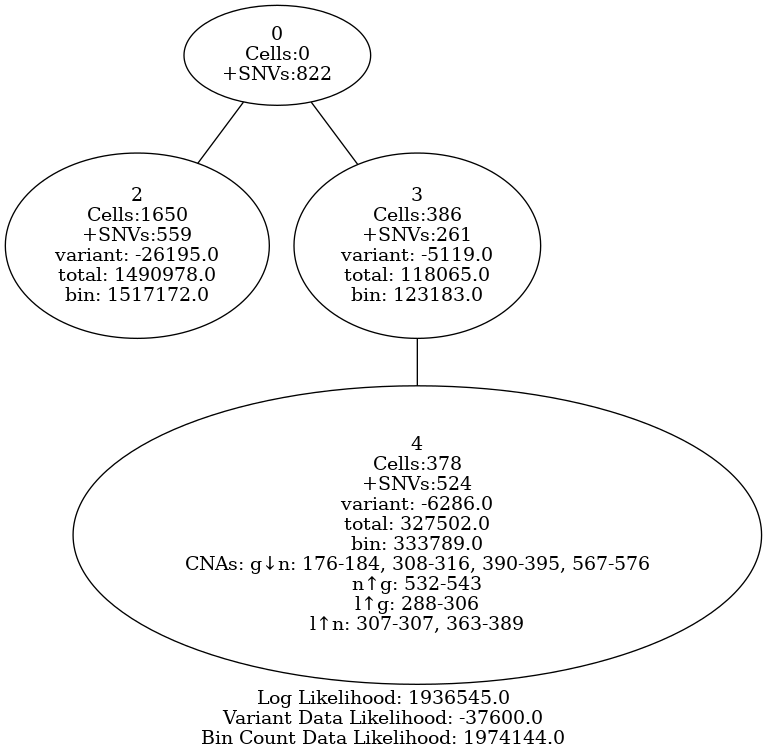 0
Cells:0
+SNVs:822
2
Cells:1650
+SNVs:559
variant: -26195.0
total: 1490978.0
bin: 1517172.0
3
Cells:386
+SNVs:261
variant: -5119.0
total: 118065.0
bin: 123183.0
4
Cells:378
+SNVs:524
variant: -6286.0
total: 327502.0
bin: 333789.0
CNAs: g↓n: 176-184, 308-316, 390-395, 567-576
n↑g: 532-543
l↑g: 288-306
l↑n: 307-307, 363-389
Log Likelihood: 1936545.0
Variant Data Likelihood: -37600.0
Bin Count Data Likelihood: 1974144.0